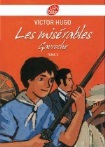 VICTOR HUGO
Les misérables
Gavroche